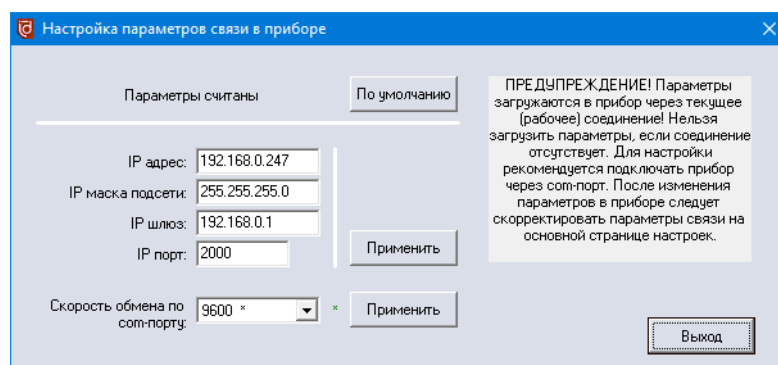 Настройка параметров связи в приборе
Параметры считаны
По умолчанию
IP адрес: 192.168.0.247
IP маска подсети: 255.255.255.0
IP шлюз: 192.168.0.1
IP порт: 2000
Применить
Скорость обмена по
com-порту:
9600 *
*
Применить
ПРЕДУПРЕЖДЕНИЕ! Параметры
загружаются в прибор через текущее
(рабочее) соединение! Нельзя
загрузить параметры, если соединение
отсутствует. Для настройки
рекомендуется подключать прибор
через com-порт. После изменения
параметров в приборе следует
скорректировать параметры связи на
основной странице настроек.
Выход